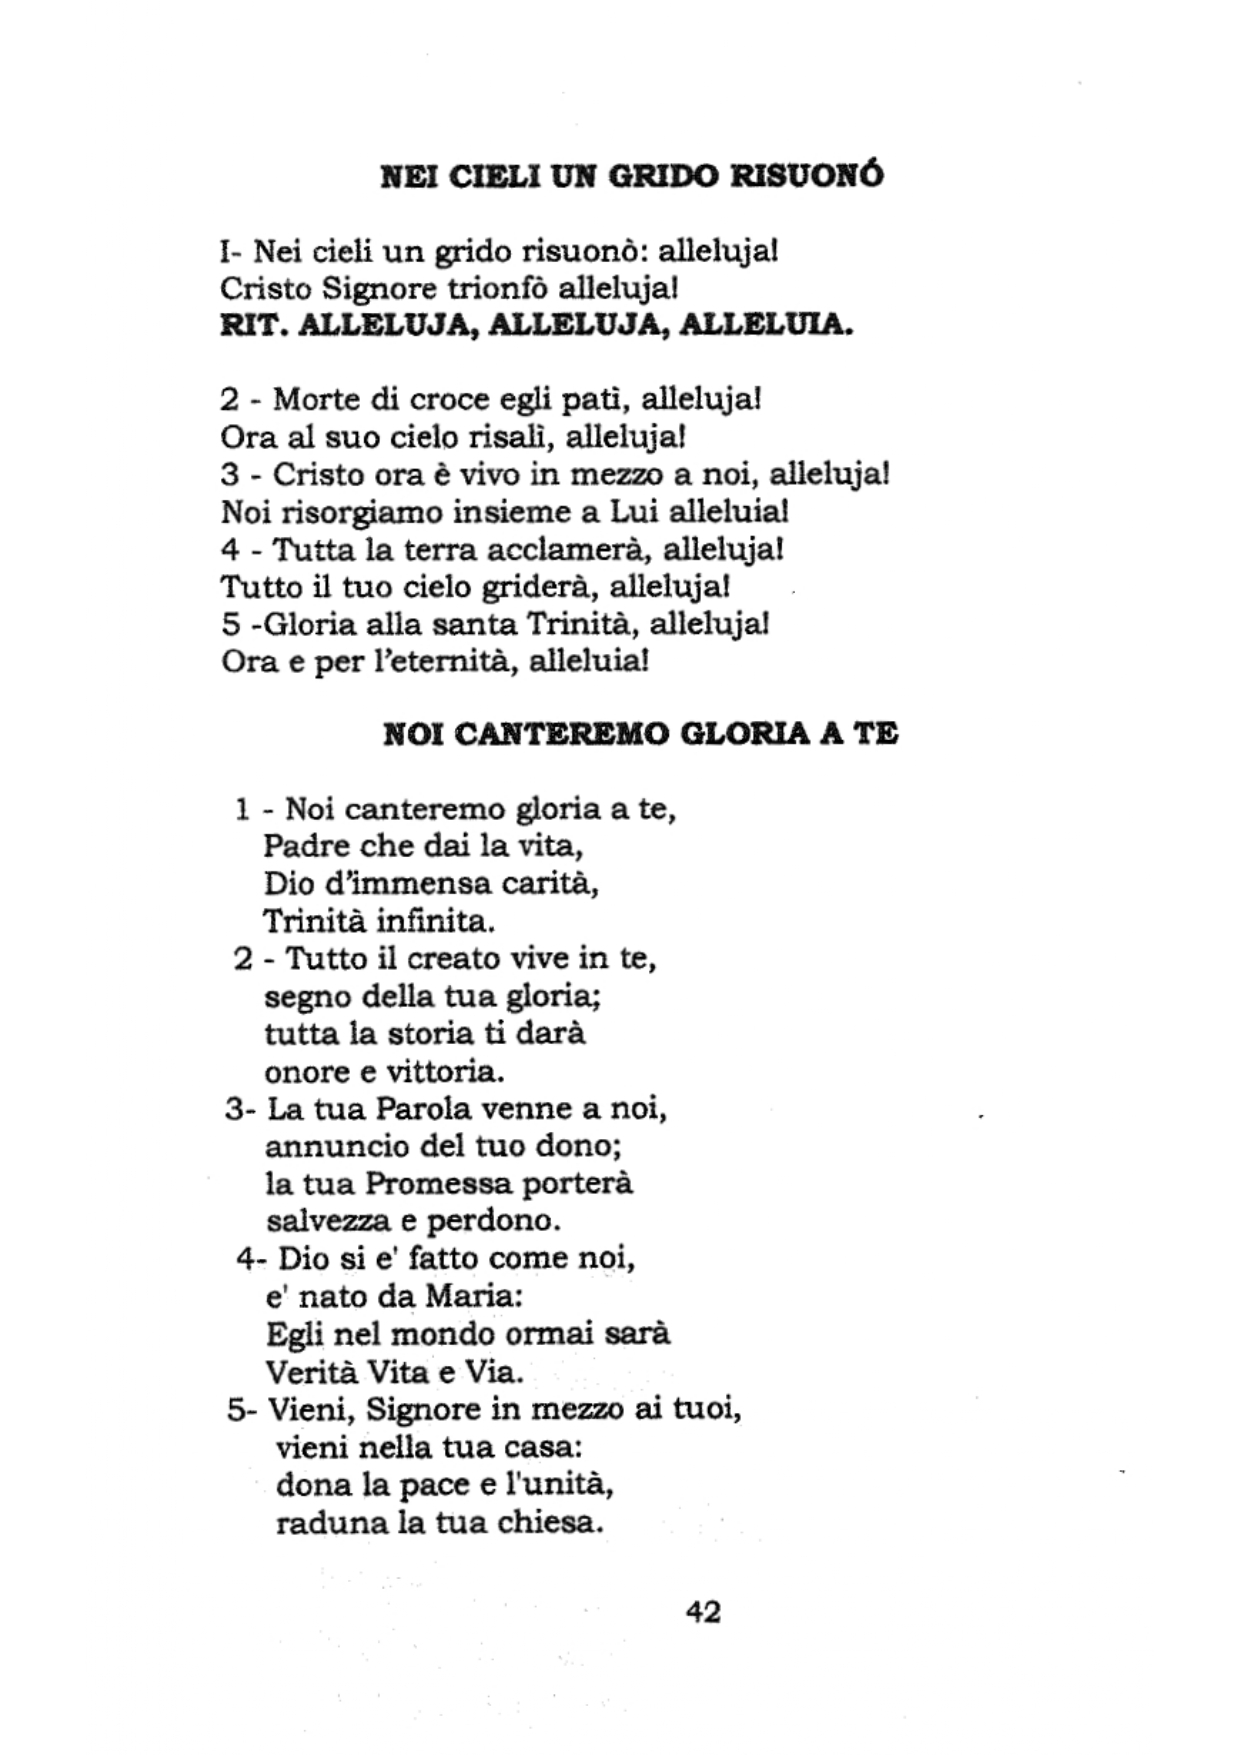 NEI CIELI UN GRIDO RISUONÓ
I- Nei cieli un grido risuonò: alleluja!
Cristo Signore trionfò alleluja!
RIT. ALLELUJA, ALLELUJA, ALLELUIA.
2 - Morte di croce egli patì, alleluja!
Ora al suo cielo risalì, alleluja!
3 - Cristo ora è vivo in mezzo a noi, alleluja!
Noi risorgiamo insieme a Lui alleluia!
4 - Tutta la terra acclamerà, alleluja!
Tutto il tuo cielo griderà, alleluja!
5 -Gloria alla santa Trinità, alleluja!
Ora e per l'eternità, alleluia!
NOI CANTEREMO GLORIA A TE
1 - Noi canteremo gloria a te,
Padre che dai la vita,
Dio d'immensa carità,
Trinità infinita.
2 - Tutto il creato vive in te,
segno della tua gloria;
tutta la storia ti darà
onore e vittoria.
3- La tua Parola venne a noi,
annuncio del tuo dono;
la tua Promessa porterà
salvezza e perdono.
4- Dio si e' fatto come noi,
e' nato da Maria:
Egli nel mondo ormai sarà
Verità Vita e Via.
5- Vieni, Signore in mezzo ai tuoi,
vieni nella tua casa:
dona la pace e l'unità,
raduna la tua chiesa.
42